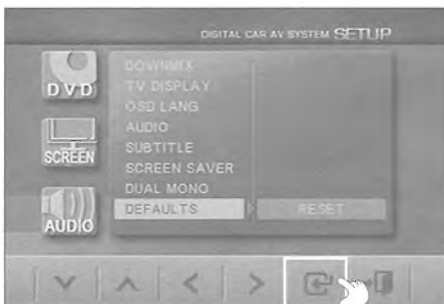 DIGITAL CAR AV SYSTEM SETUP
DVD
SCREEN
AUDIO
DOWNMIX
TV DISPLAY
OSD LANG
AUDIO
SUBTITLE
SCREEN SAVER
DUAL MONO
DEFAULTS
RESET